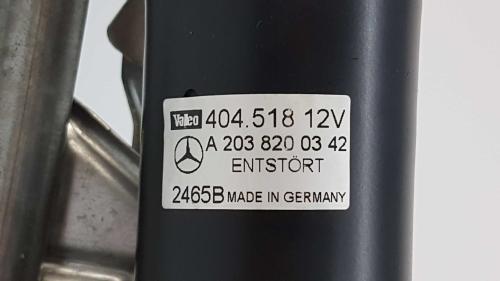 Valeo 404.518 12V
A 203 820 03 42
ENTSTÖRT
2465B MADE IN GERMANY